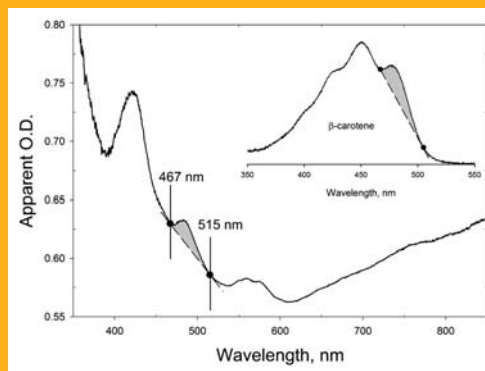 0.80
0.75
0.70
0.65
0.60
0.55
Apparent O.D.
400
500
600
700
800
Wavelength, nm
467 nm
515 nm
β-carotene
350
400
450
500
550
Wavelength, nm